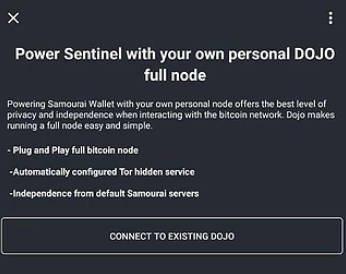 Power Sentinel with your own personal DOJO
full node
Powering Samourai Wallet with your own personal node offers the best level of
privacy and independence when interacting with the bitcoin network. Dojo makes
running a full node easy and simple.
- Plug and Play full bitcoin node
-Automatically configured Tor hidden service
-Independence from default Samourai servers
CONNECT TO EXISTING DOJO